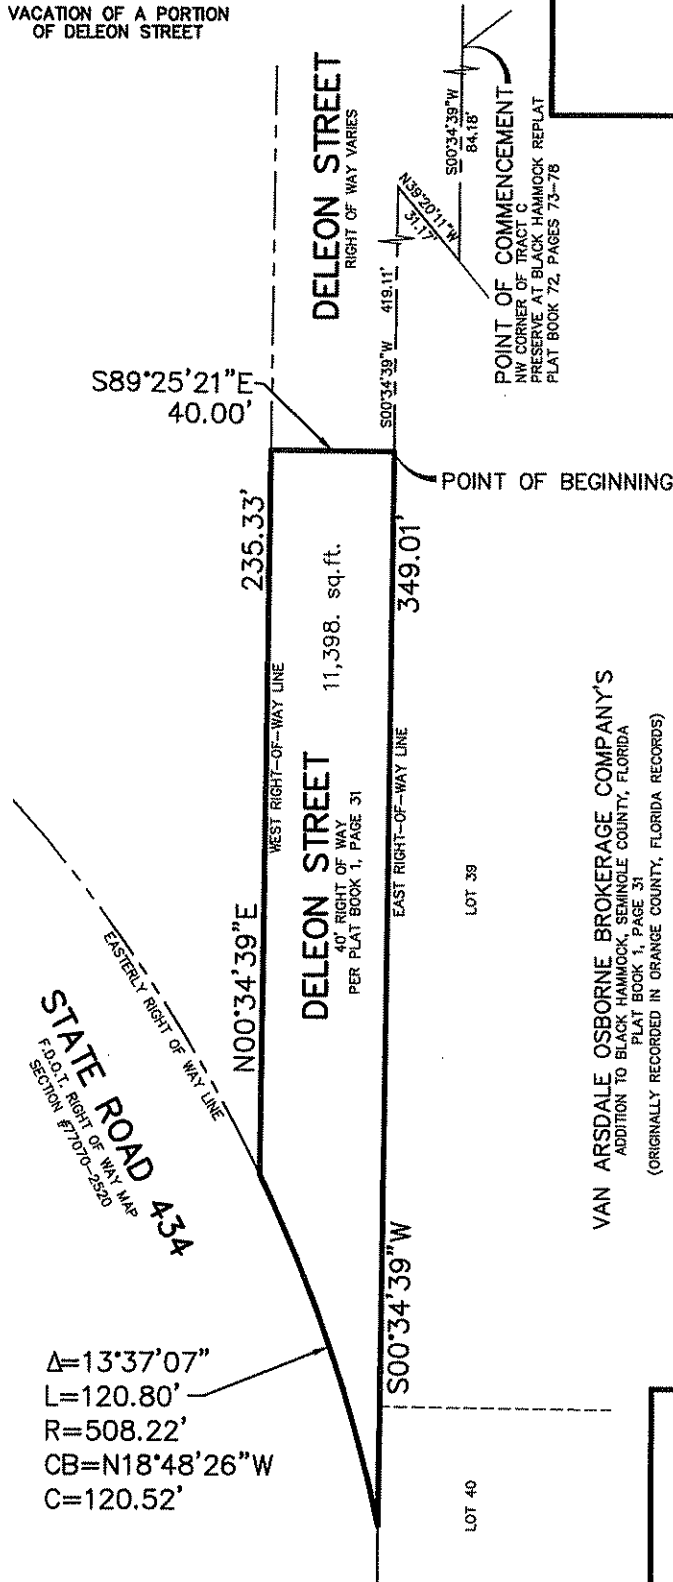 VACATION OF A PORTION
OF DELEON STREET
DELEON STREET
RIGHT OF WAY VARIES
S00°34'39"W
84.18'
N39°20'11"W
31.17'
POINT OF COMMENCEMENT
NW CORNER OF TRACT C
PRESERVE AT BLACK HAMMOCK REPLAT
PLAT BOOK 72, PAGES 73-78
S00°34'39"W 419.11'
S89°25'21"E
40.00'
POINT OF BEGINNING
235.33'
11,398. sq.ft.
349.01'
WEST RIGHT-OF-WAY LINE
DELEON STREET
40' RIGHT OF WAY
PER PLAT BOOK 1, PAGE 31
EAST RIGHT-OF-WAY LINE
LOT 39
VAN ARSDALE OSBORNE BROKERAGE COMPANY'S
ADDITION TO BLACK HAMMOCK, SEMINOLE COUNTY, FLORIDA
PLAT BOOK 1, PAGE 31
(ORIGINALLY RECORDED IN ORANGE COUNTY, FLORIDA RECORDS)
N00°34'39"E
EASTERLY RIGHT OF WAY LINE
STATE ROAD 434
F.D.O.T. RIGHT OF WAY MAP
SECTION #77070-2520
S00°34'39"W
Δ=13°37'07"
L=120.80'
R=508.22'
CB=N18°48'26"W
C=120.52'
LOT 40